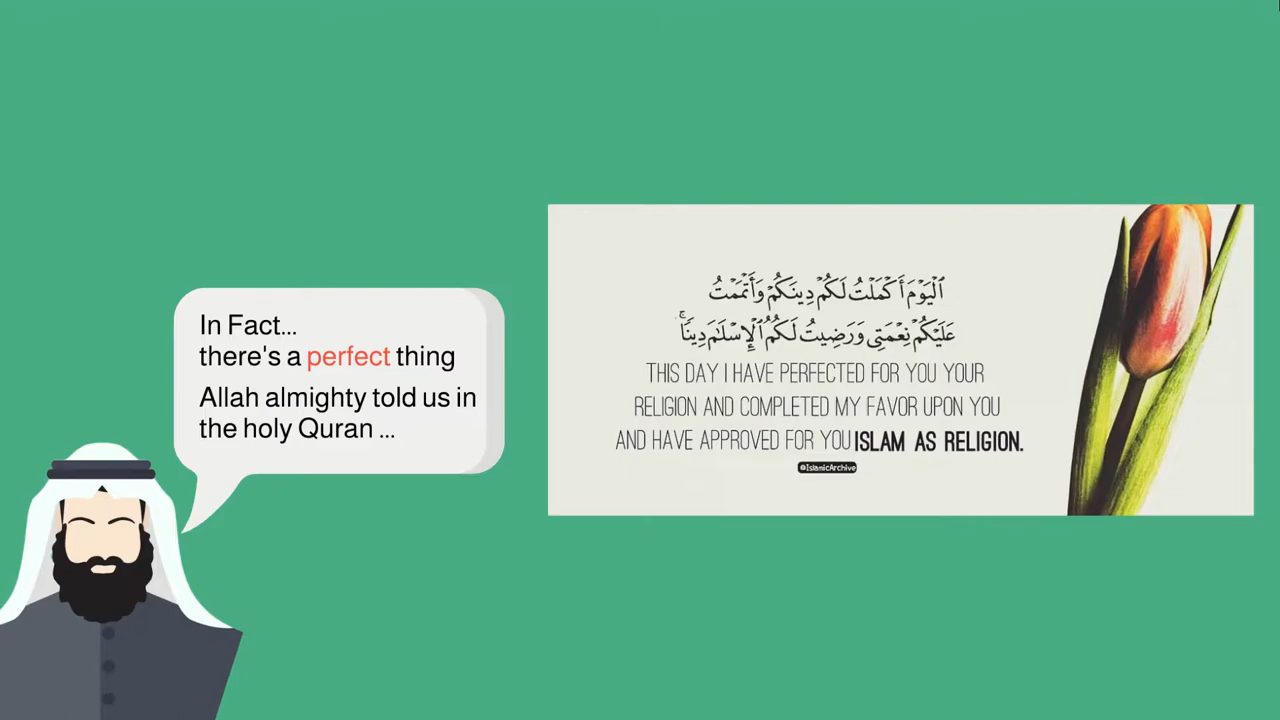 In Fact...
there's a perfect thing
Allah almighty told us in
the holy Quran ...
ٱلْيَوْمَ أَكْمَلْتُ لَكُمْ دِينَكُمْ وَأَتْمَمْتُ
عَلَيْكُمْ نِعْمَتِى وَرَضِيتُ لَكُمُ ٱلْإِسْلَٰمَ دِينًا ۚ
THIS DAY I HAVE PERFECTED FOR YOU YOUR
RELIGION AND COMPLETED MY FAVOR UPON YOU
AND HAVE APPROVED FOR YOU ISLAM AS RELIGION.
@IslamicArchive